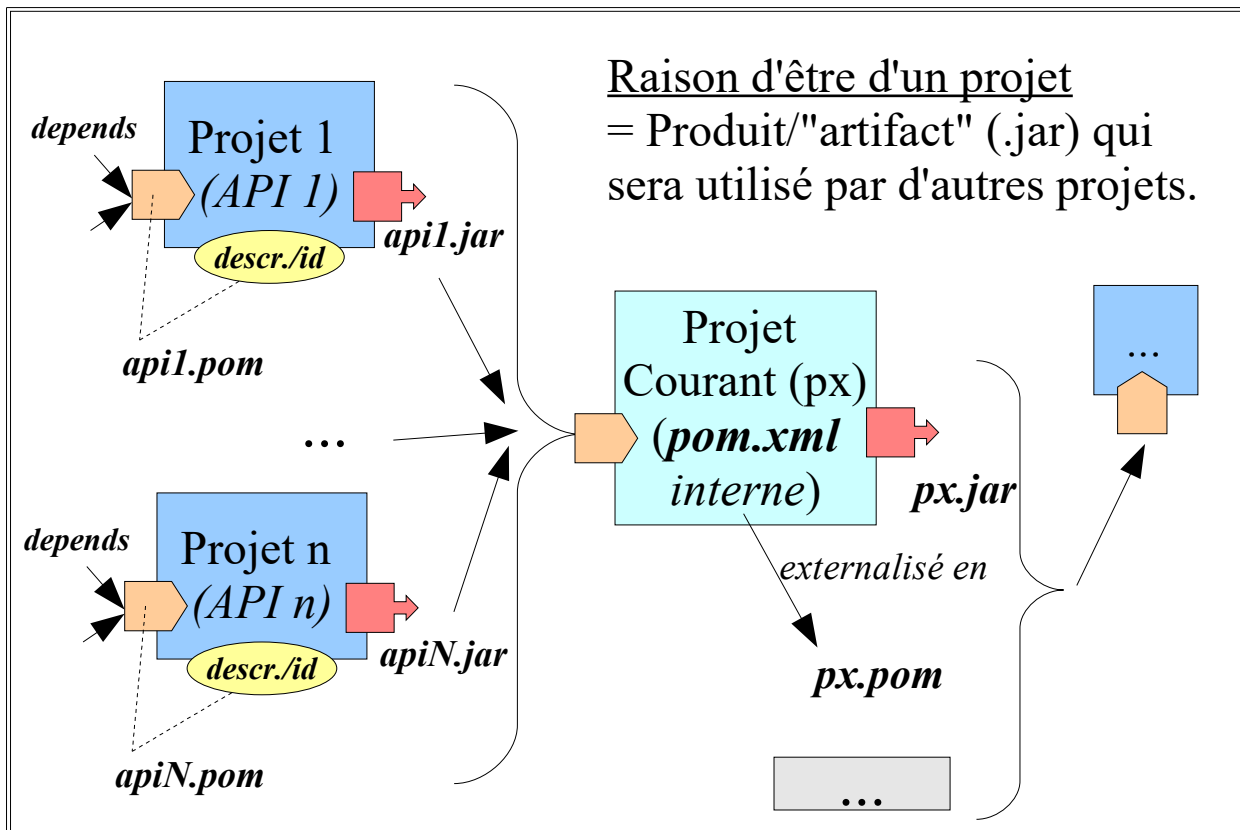 Raison d'être d'un projet
= Produit/"artifact" (.jar) qui
sera utilisé par d'autres projets.
depends
Projet 1
(API 1)
descr./id
api1.jar
api1.pom
...
depends
Projet n
(API n)
descr./id
apiN.jar
apiN.pom
Projet
Courant (px)
(pom.xml
interne)
px.jar
externalisé en
px.pom
...
...